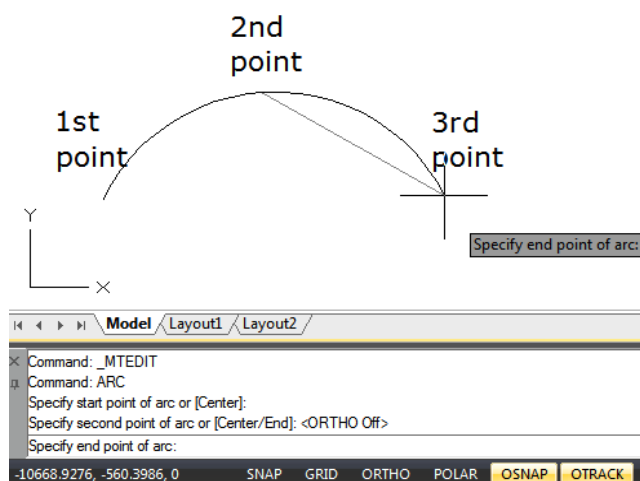 2nd
point
1st
point
3rd
point
Y
Specify end point of arc:
X
Model Layout1 Layout2
Command: _MTEDIT
Command: ARC
Specify start point of arc or [Center]:
Specify second point of arc or [Center/End]: <ORTHO Off>
Specify end point of arc:
-10668.9276, -560.3986, 0 SNAP GRID ORTHO POLAR OSNAP OTRACK